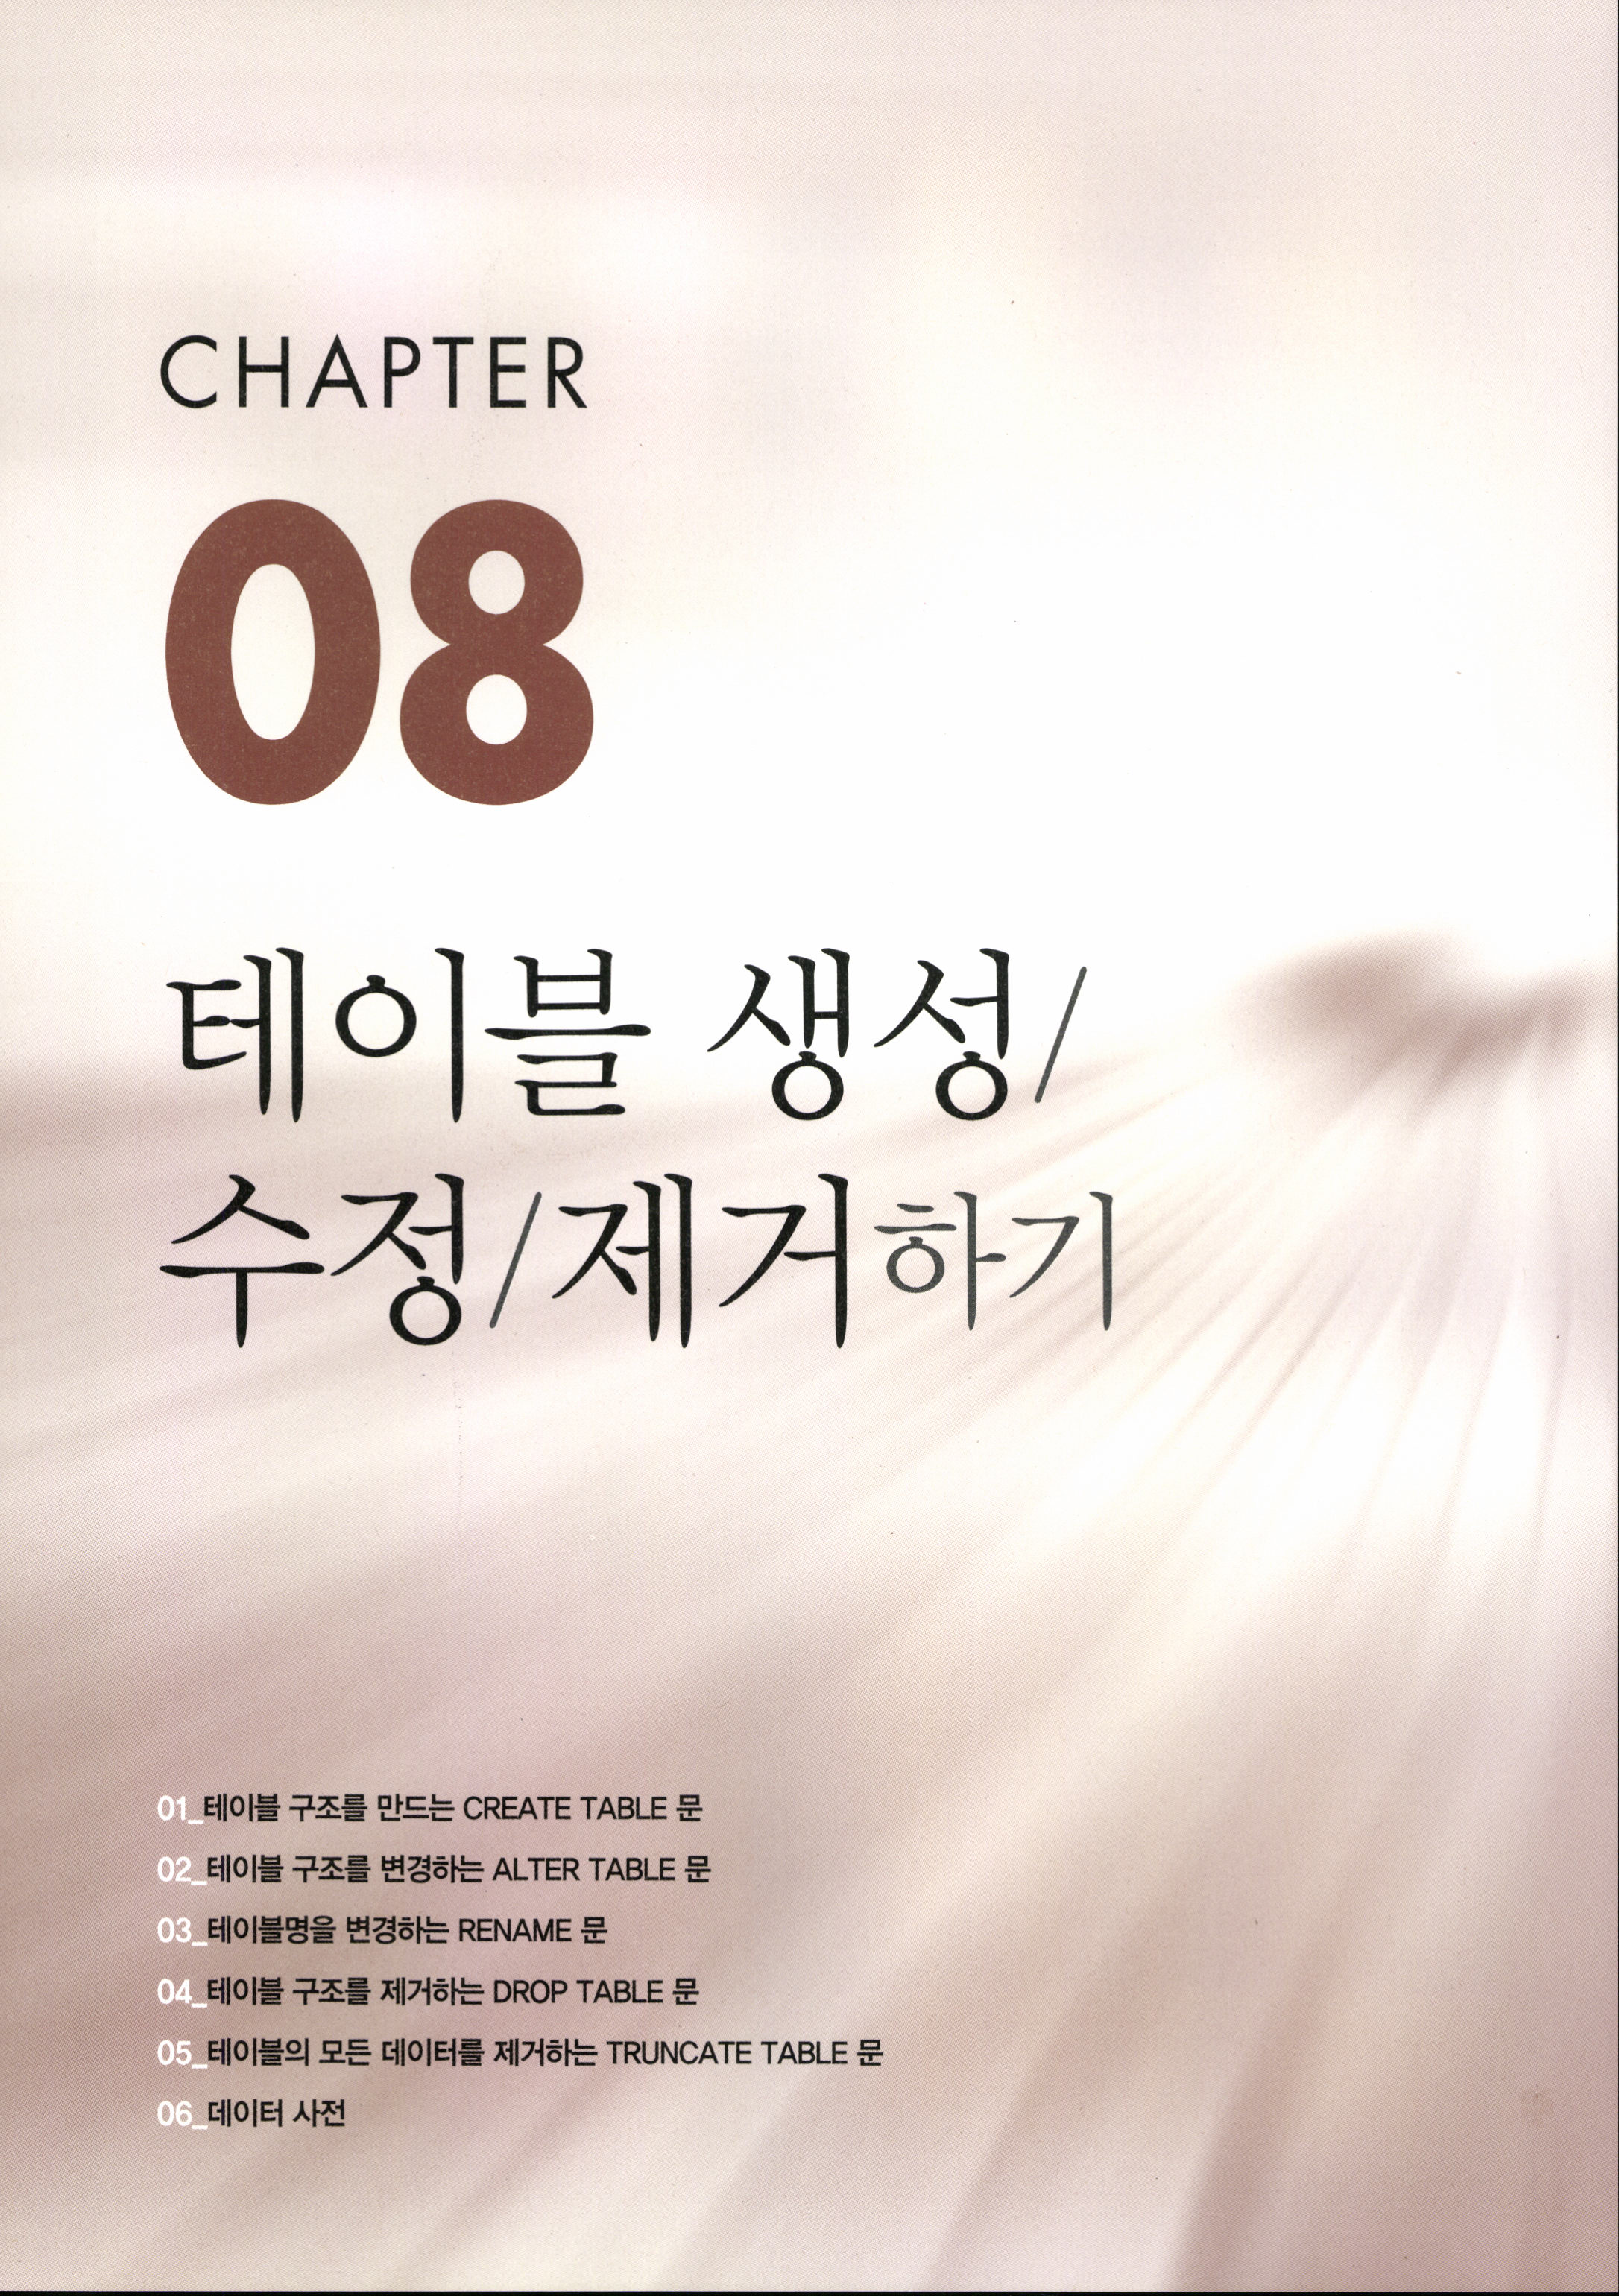 CHAPTER
08
테이블 생성/
수정/제거하기
01_테이블 구조를 만드는 CREATE TABLE 문
02_테이블 구조를 변경하는 ALTER TABLE 문
03_테이블명을 변경하는 RENAME 문
04_테이블 구조를 제거하는 DROP TABLE 문
05_테이블의 모든 데이터를 제거하는 TRUNCATE TABLE 문
06_데이터 사전